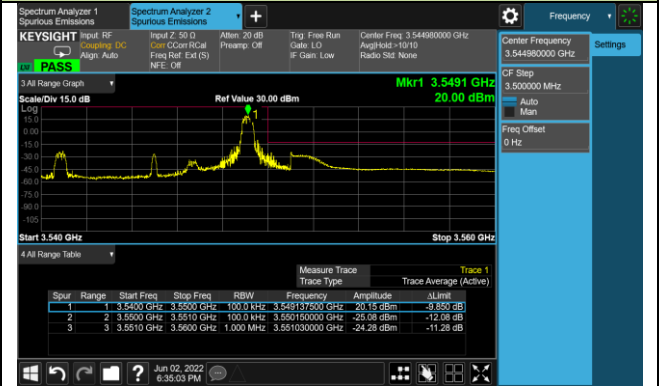 Spectrum Analyzer 1
Spurious Emissions
Spectrum Analyzer 2
Spurious Emissions
Frequency
KEYSIGHT
Input: RF
Coupling: DC
Align: Auto
Input Z: 50 Ω
Corr CCorr RCal
Freq Ref: Ext (S)
NFE: Off
Atten: 20 dB
Preamp: Off
Trig: Free Run
Gate: LO
IF Gain: Low
Center Freq: 3.544980000 GHz
Avg|Hold:>10/10
Radio Std: None
PASS
Center Frequency
3.544980000 GHz
Settings
CF Step
3.500000 MHz
Auto
Man
Freq Offset
0 Hz
3 All Range Graph
Mkr1 3.5491 GHz
20.00 dBm
Scale/Div 15.0 dB
Ref Value 30.00 dBm
Log
15.0
0.00
-15.0
-30.0
-45.0
-60.0
-75.0
-90.0
-105
1
Start 3.540 GHz
Stop 3.560 GHz
4 All Range Table
Measure Trace Trace 1
Trace Type Trace Average (Active)
Spur Range Start Freq Stop Freq RBW Frequency Amplitude ΔLimit
1 1 3.5400 GHz 3.5500 GHz 100.0 kHz 3.549137500 GHz 20.15 dBm -9.850 dB
2 2 3.5500 GHz 3.5510 GHz 100.0 kHz 3.550150000 GHz -25.08 dBm -12.08 dB
3 3 3.5510 GHz 3.5600 GHz 1.000 MHz 3.551030000 GHz -24.28 dBm -11.28 dB
Jun 02, 2022
6:35:03 PM